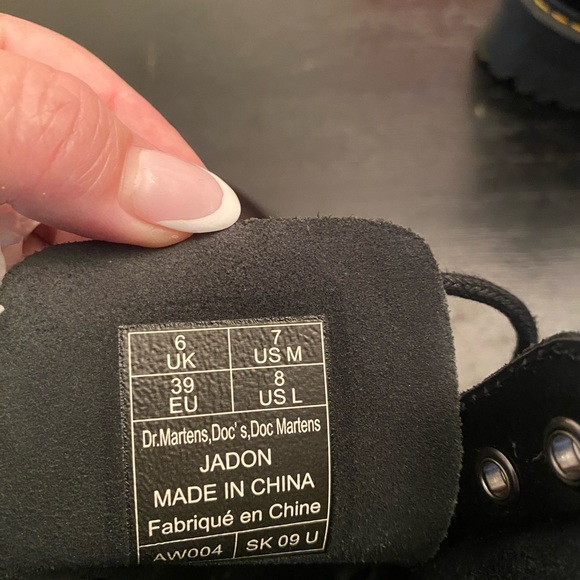 6 7
UK US M
39 8
EU US L
Dr.Martens,Doc's,Doc Martens
JADON
MADE IN CHINA
Fabriqué en Chine
AW004 SK 09 U